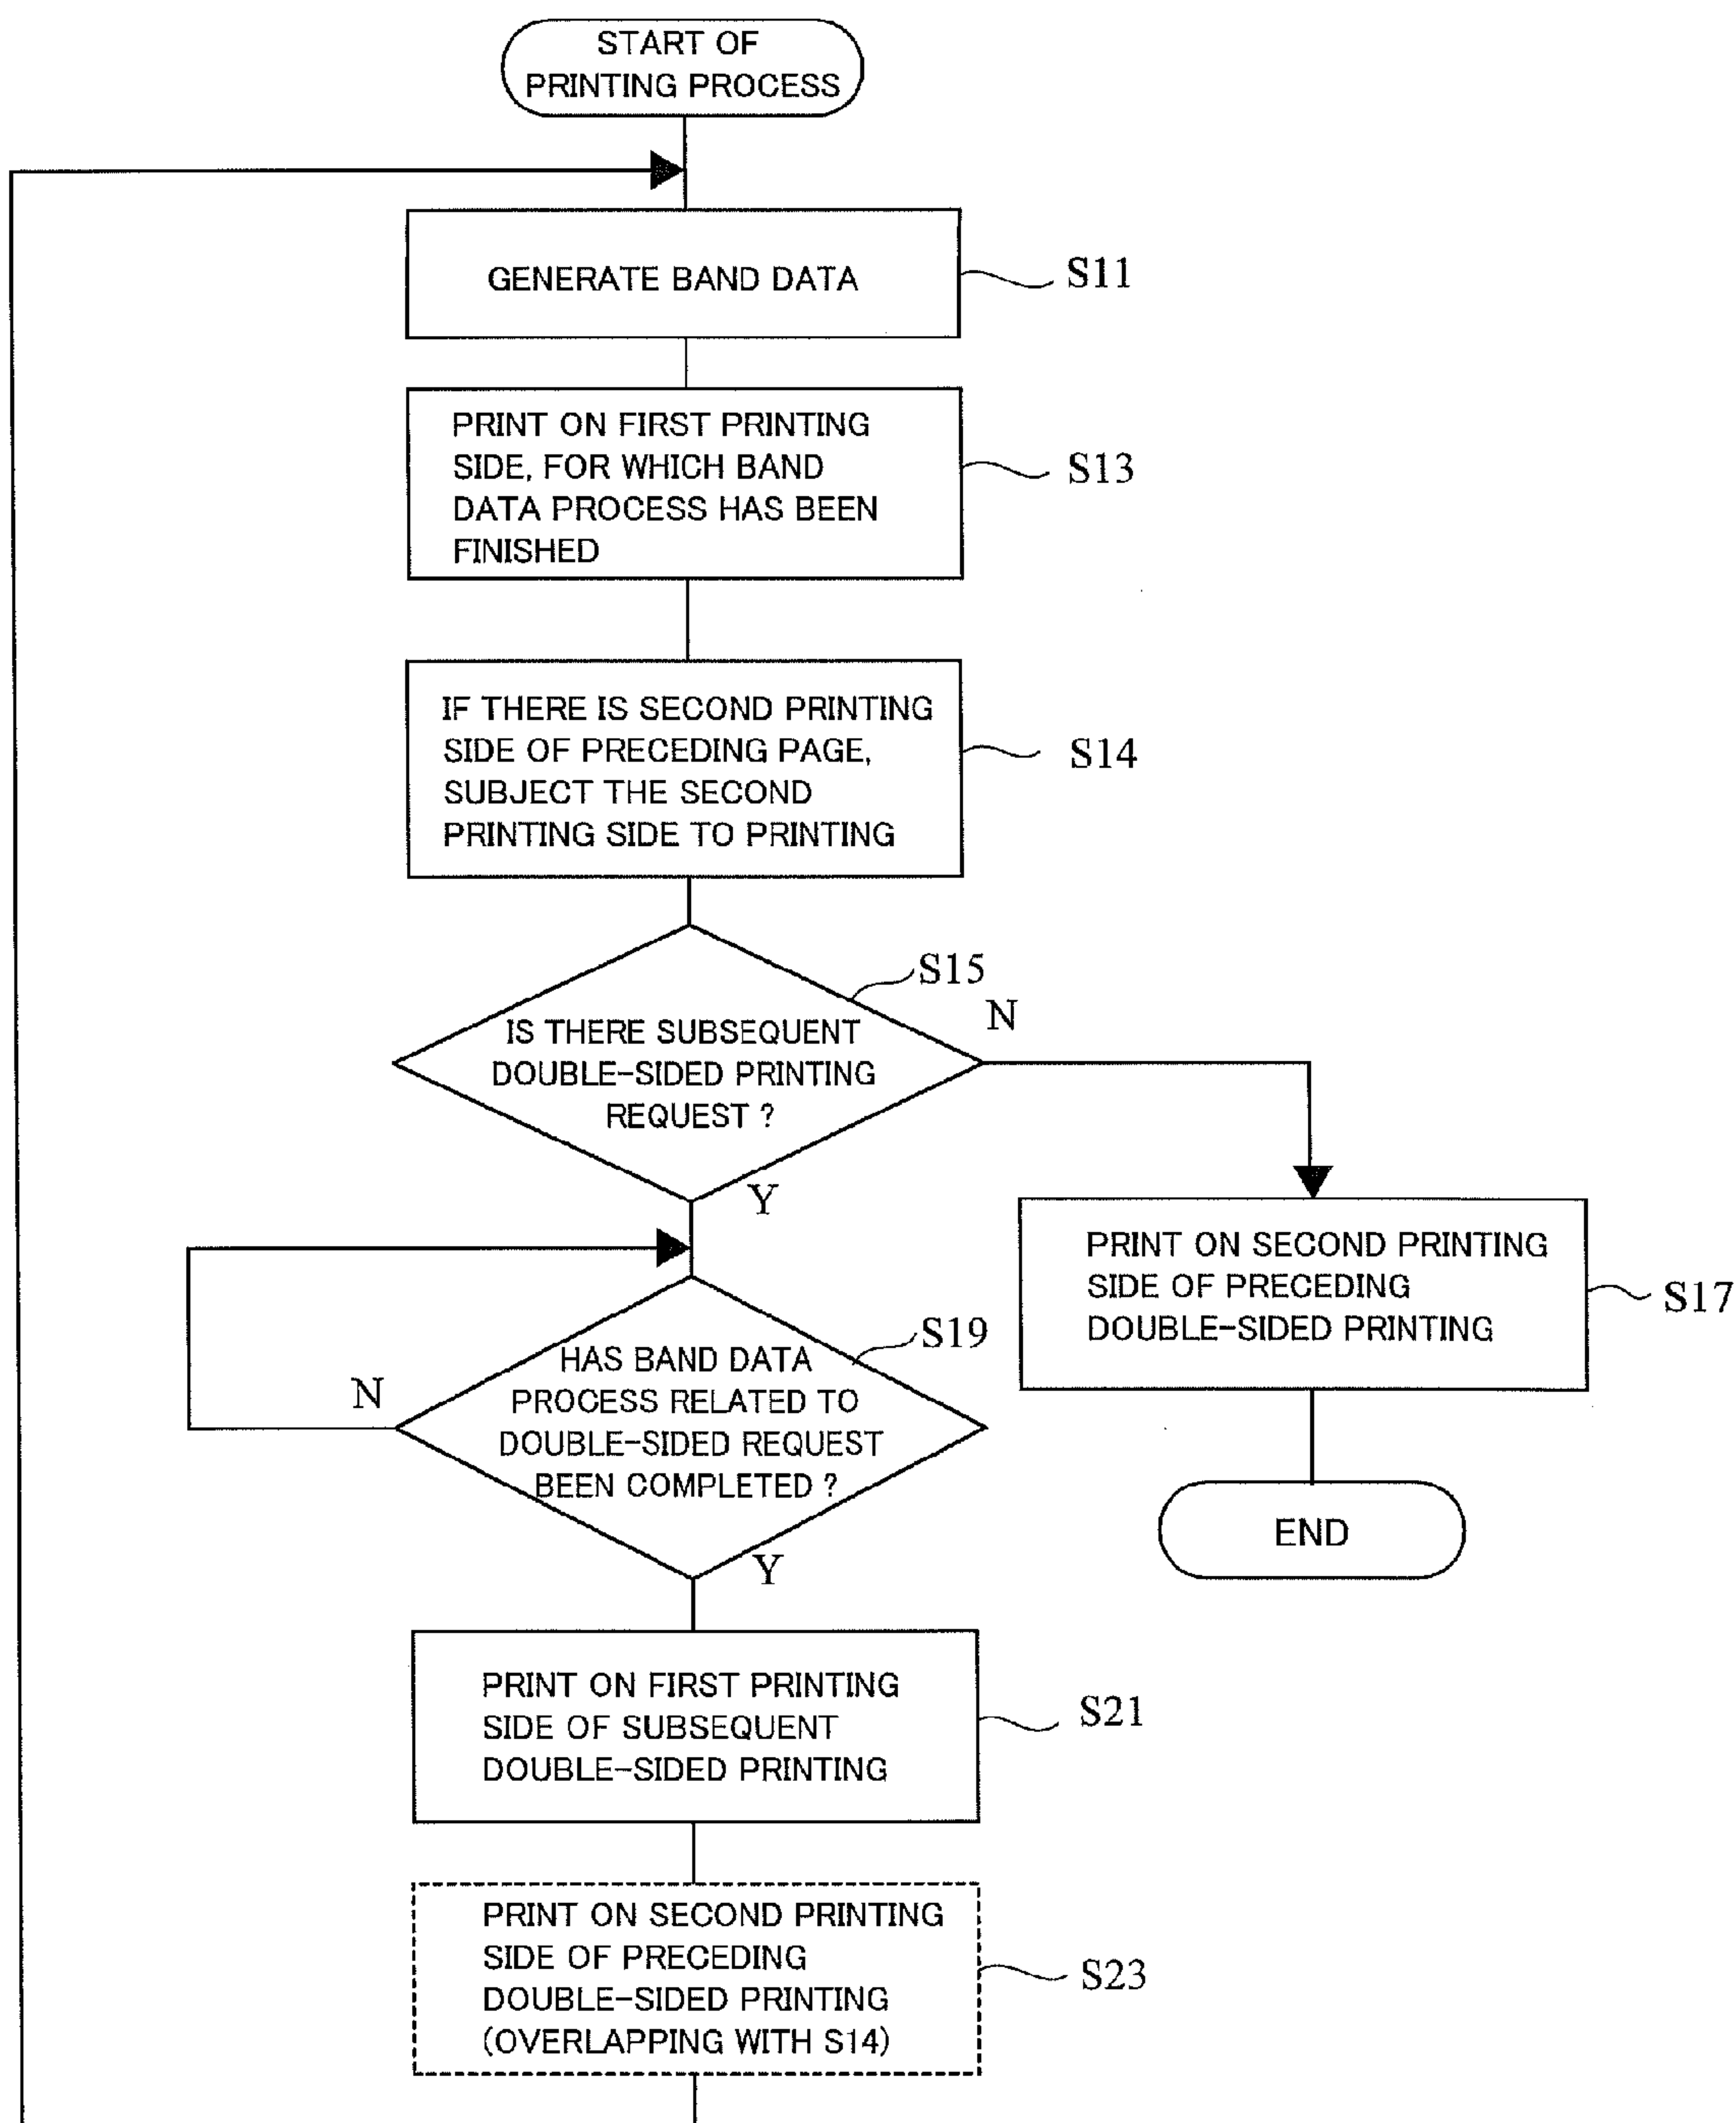 START OF
PRINTING PROCESS
GENERATE BAND DATA
S11
PRINT ON FIRST PRINTING
SIDE, FOR WHICH BAND
DATA PROCESS HAS BEEN
FINISHED
S13
IF THERE IS SECOND PRINTING
SIDE OF PRECEDING PAGE,
SUBJECT THE SECOND
PRINTING SIDE TO PRINTING
S14
S15
IS THERE SUBSEQUENT
DOUBLE-SIDED PRINTING
REQUEST ?
N
Y
PRINT ON SECOND PRINTING
SIDE OF PRECEDING
DOUBLE-SIDED PRINTING
S17
END
S19
HAS BAND DATA
PROCESS RELATED TO
DOUBLE-SIDED REQUEST
BEEN COMPLETED ?
N
Y
PRINT ON FIRST PRINTING
SIDE OF SUBSEQUENT
DOUBLE-SIDED PRINTING
S21
PRINT ON SECOND PRINTING
SIDE OF PRECEDING
DOUBLE-SIDED PRINTING
(OVERLAPPING WITH S14)
S23